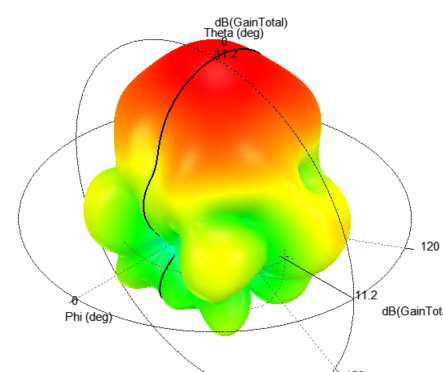 dB(GainTotal)
Theta (deg)
0
11.2
120
0
11.2
Phi (deg)
dB(GainTot